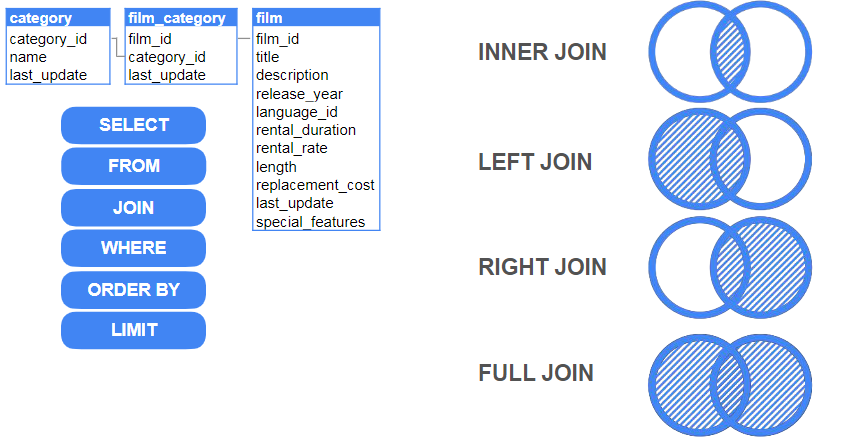 category
category_id
name
last_update
film_category
film_id
category_id
last_update
film
film_id
title
description
release_year
language_id
rental_duration
rental_rate
length
replacement_cost
last_update
special_features
SELECT
FROM
JOIN
WHERE
ORDER BY
LIMIT
INNER JOIN
LEFT JOIN
RIGHT JOIN
FULL JOIN